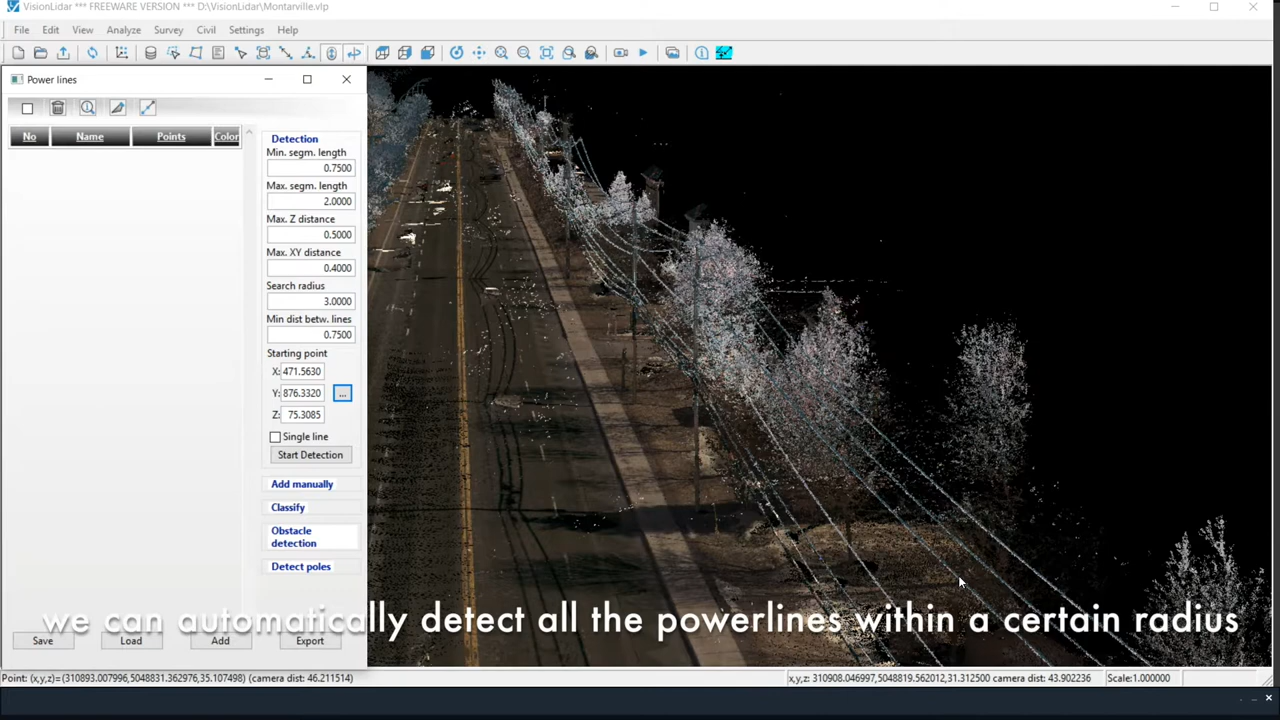 VisionLidar *** FREEWARE VERSION *** D:\VisionLidar\Montarville.vlp
File Edit View Analyze Survey Civil Settings Help
Power lines
No Name Points Color
Detection
Min. segm. length
0.7500
Max. segm. length
2.0000
Max. Z distance
0.5000
Max. XY distance
0.4000
Search radius
3.0000
Min dist betw. lines
0.7500
Starting point
X: 471.5630
Y: 876.3320 ...
Z: 75.3085
Single line
Start Detection
Add manually
Classify
Obstacle
detection
Detect poles
we can automatically detect all the powerlines within a certain radius
Save Load Add Export
Point: (x,y,z)=(310893.007996,5048831.362976,35.107498) (camera dist: 46.211514)
x,y,z: 310908.046997,5048819.562012,31.312500 camera dist: 43.902236 Scale:1.000000